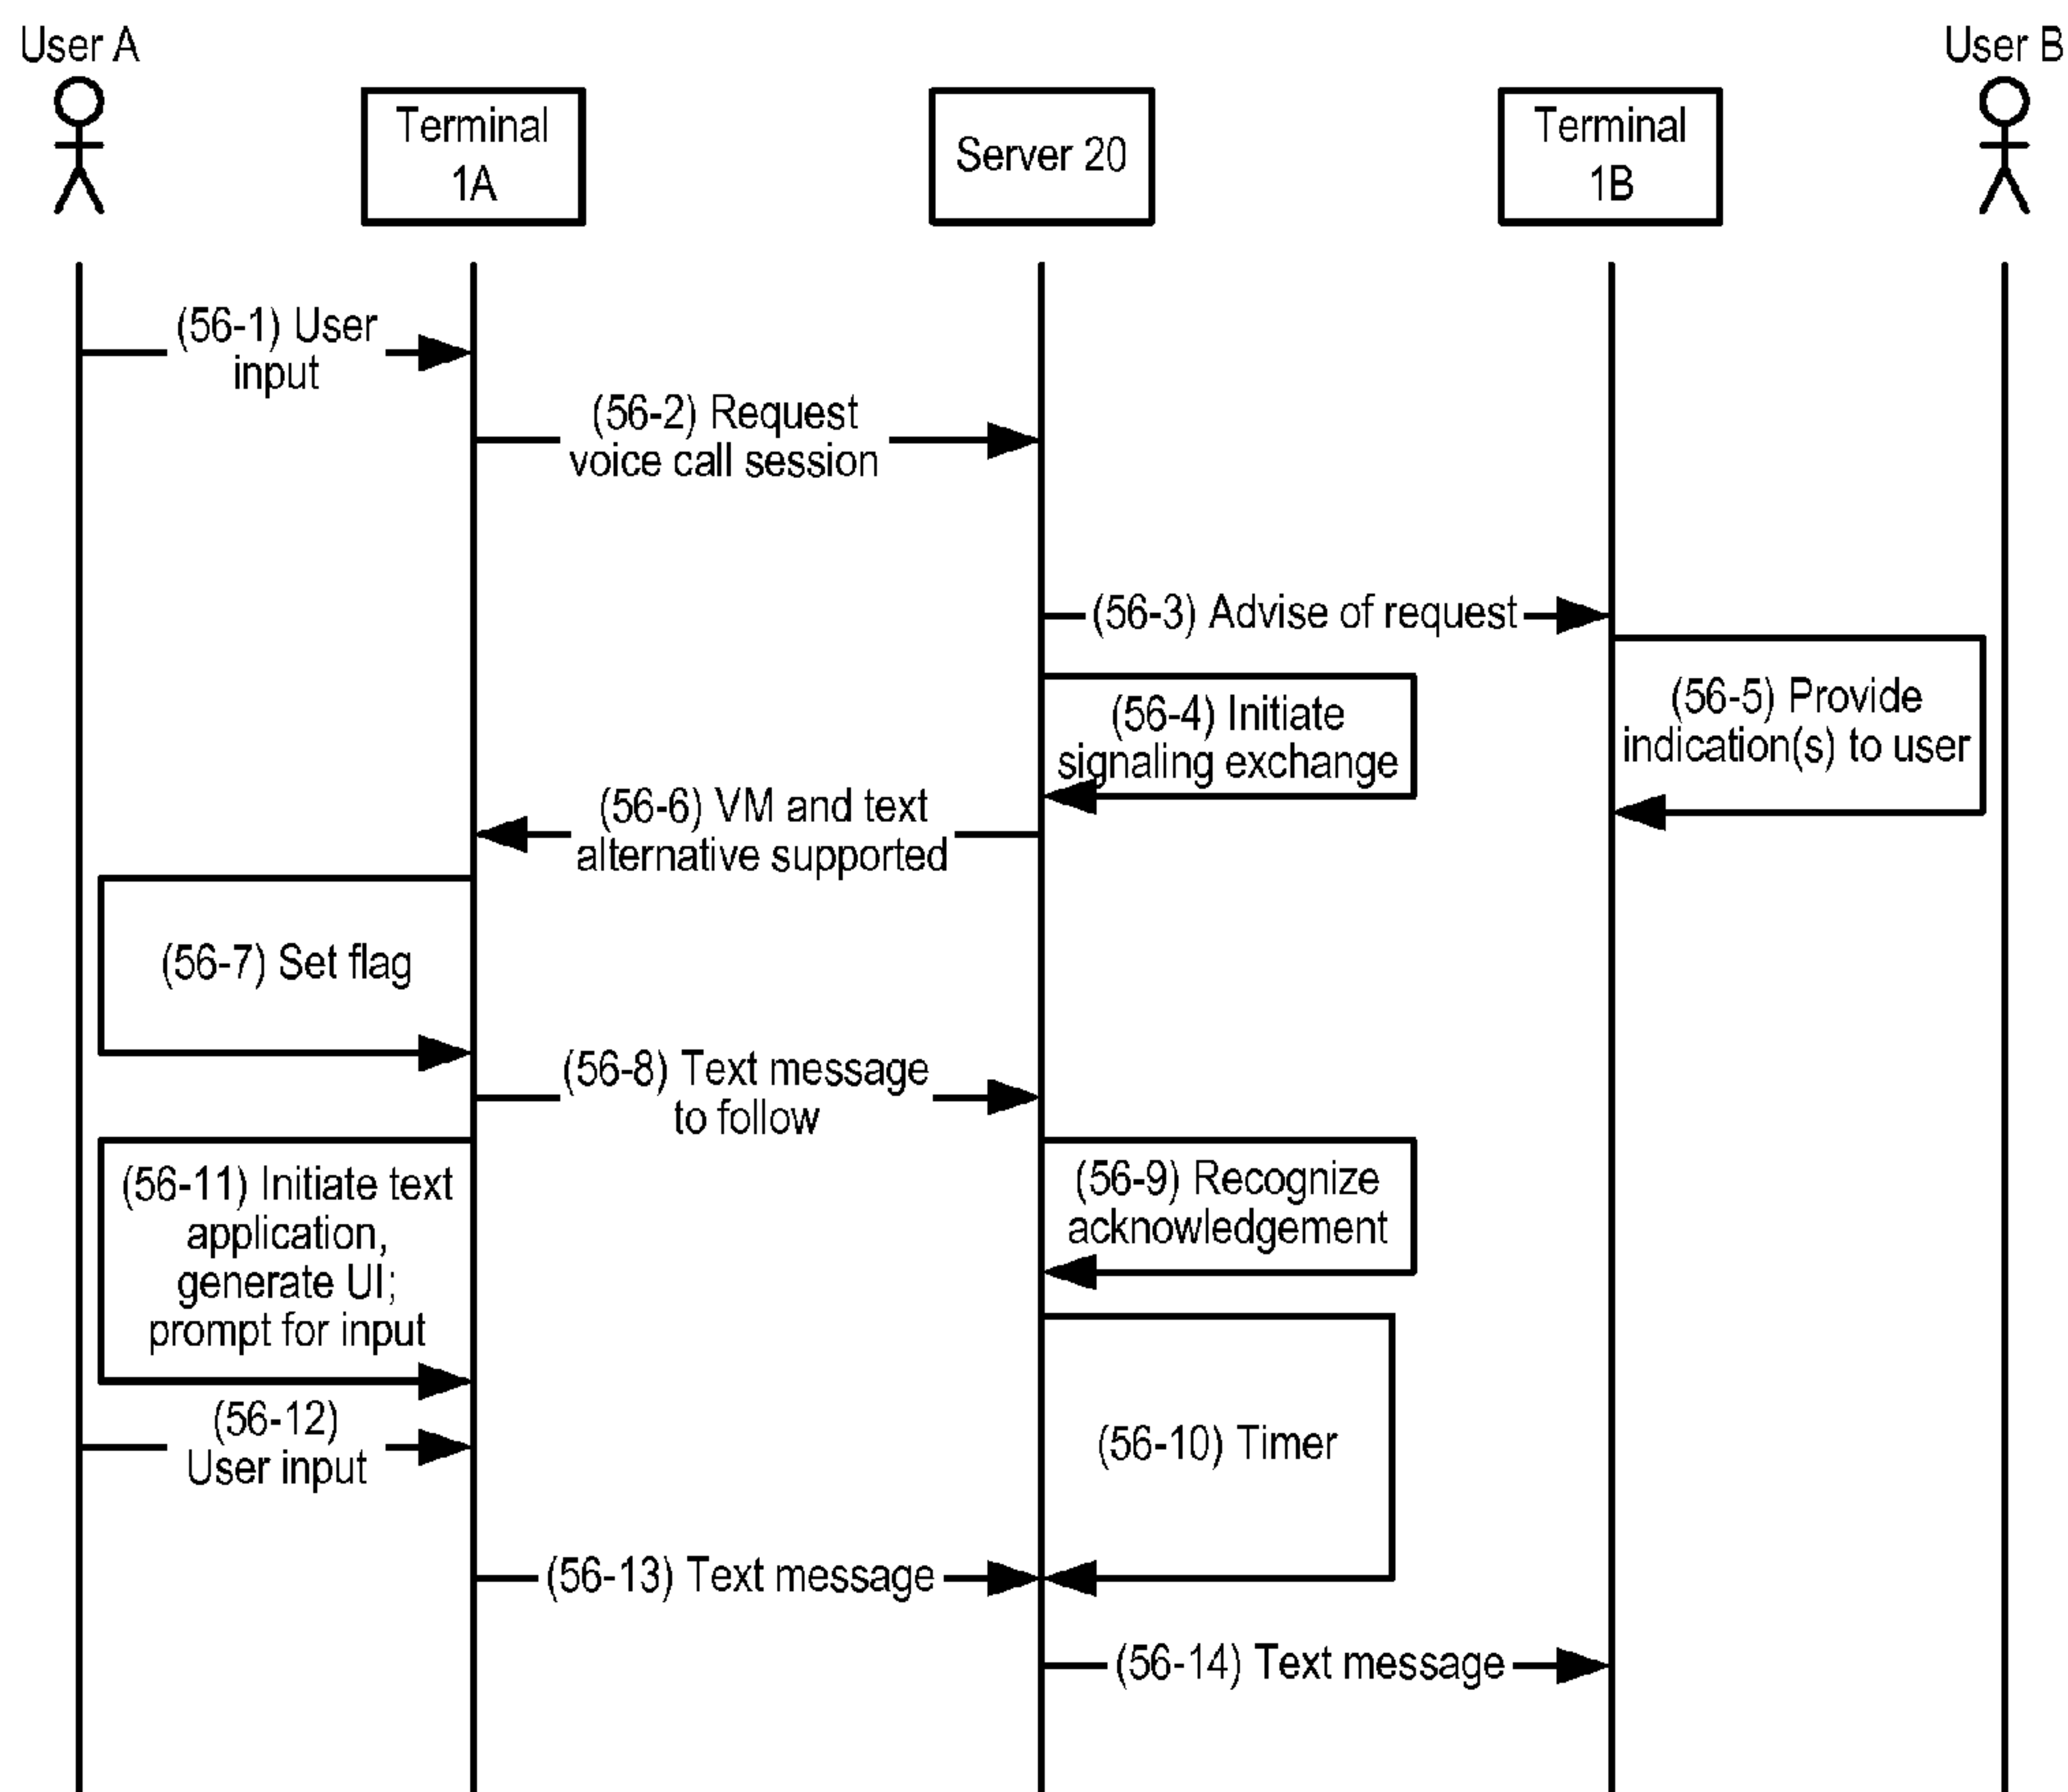 User A
User B
Terminal
1A
Server 20
Terminal
1B
(56-1) User
input
(56-2) Request
voice call session
(56-3) Advise of request
(56-4) Initiate
signaling exchange
(56-5) Provide
indication(s) to user
(56-6) VM and text
alternative supported
(56-7) Set flag
(56-8) Text message
to follow
(56-9) Recognize
acknowledgement
(56-11) Initiate text
application,
generate UI;
prompt for input
(56-12)
User input
(56-10) Timer
(56-13) Text message
(56-14) Text message